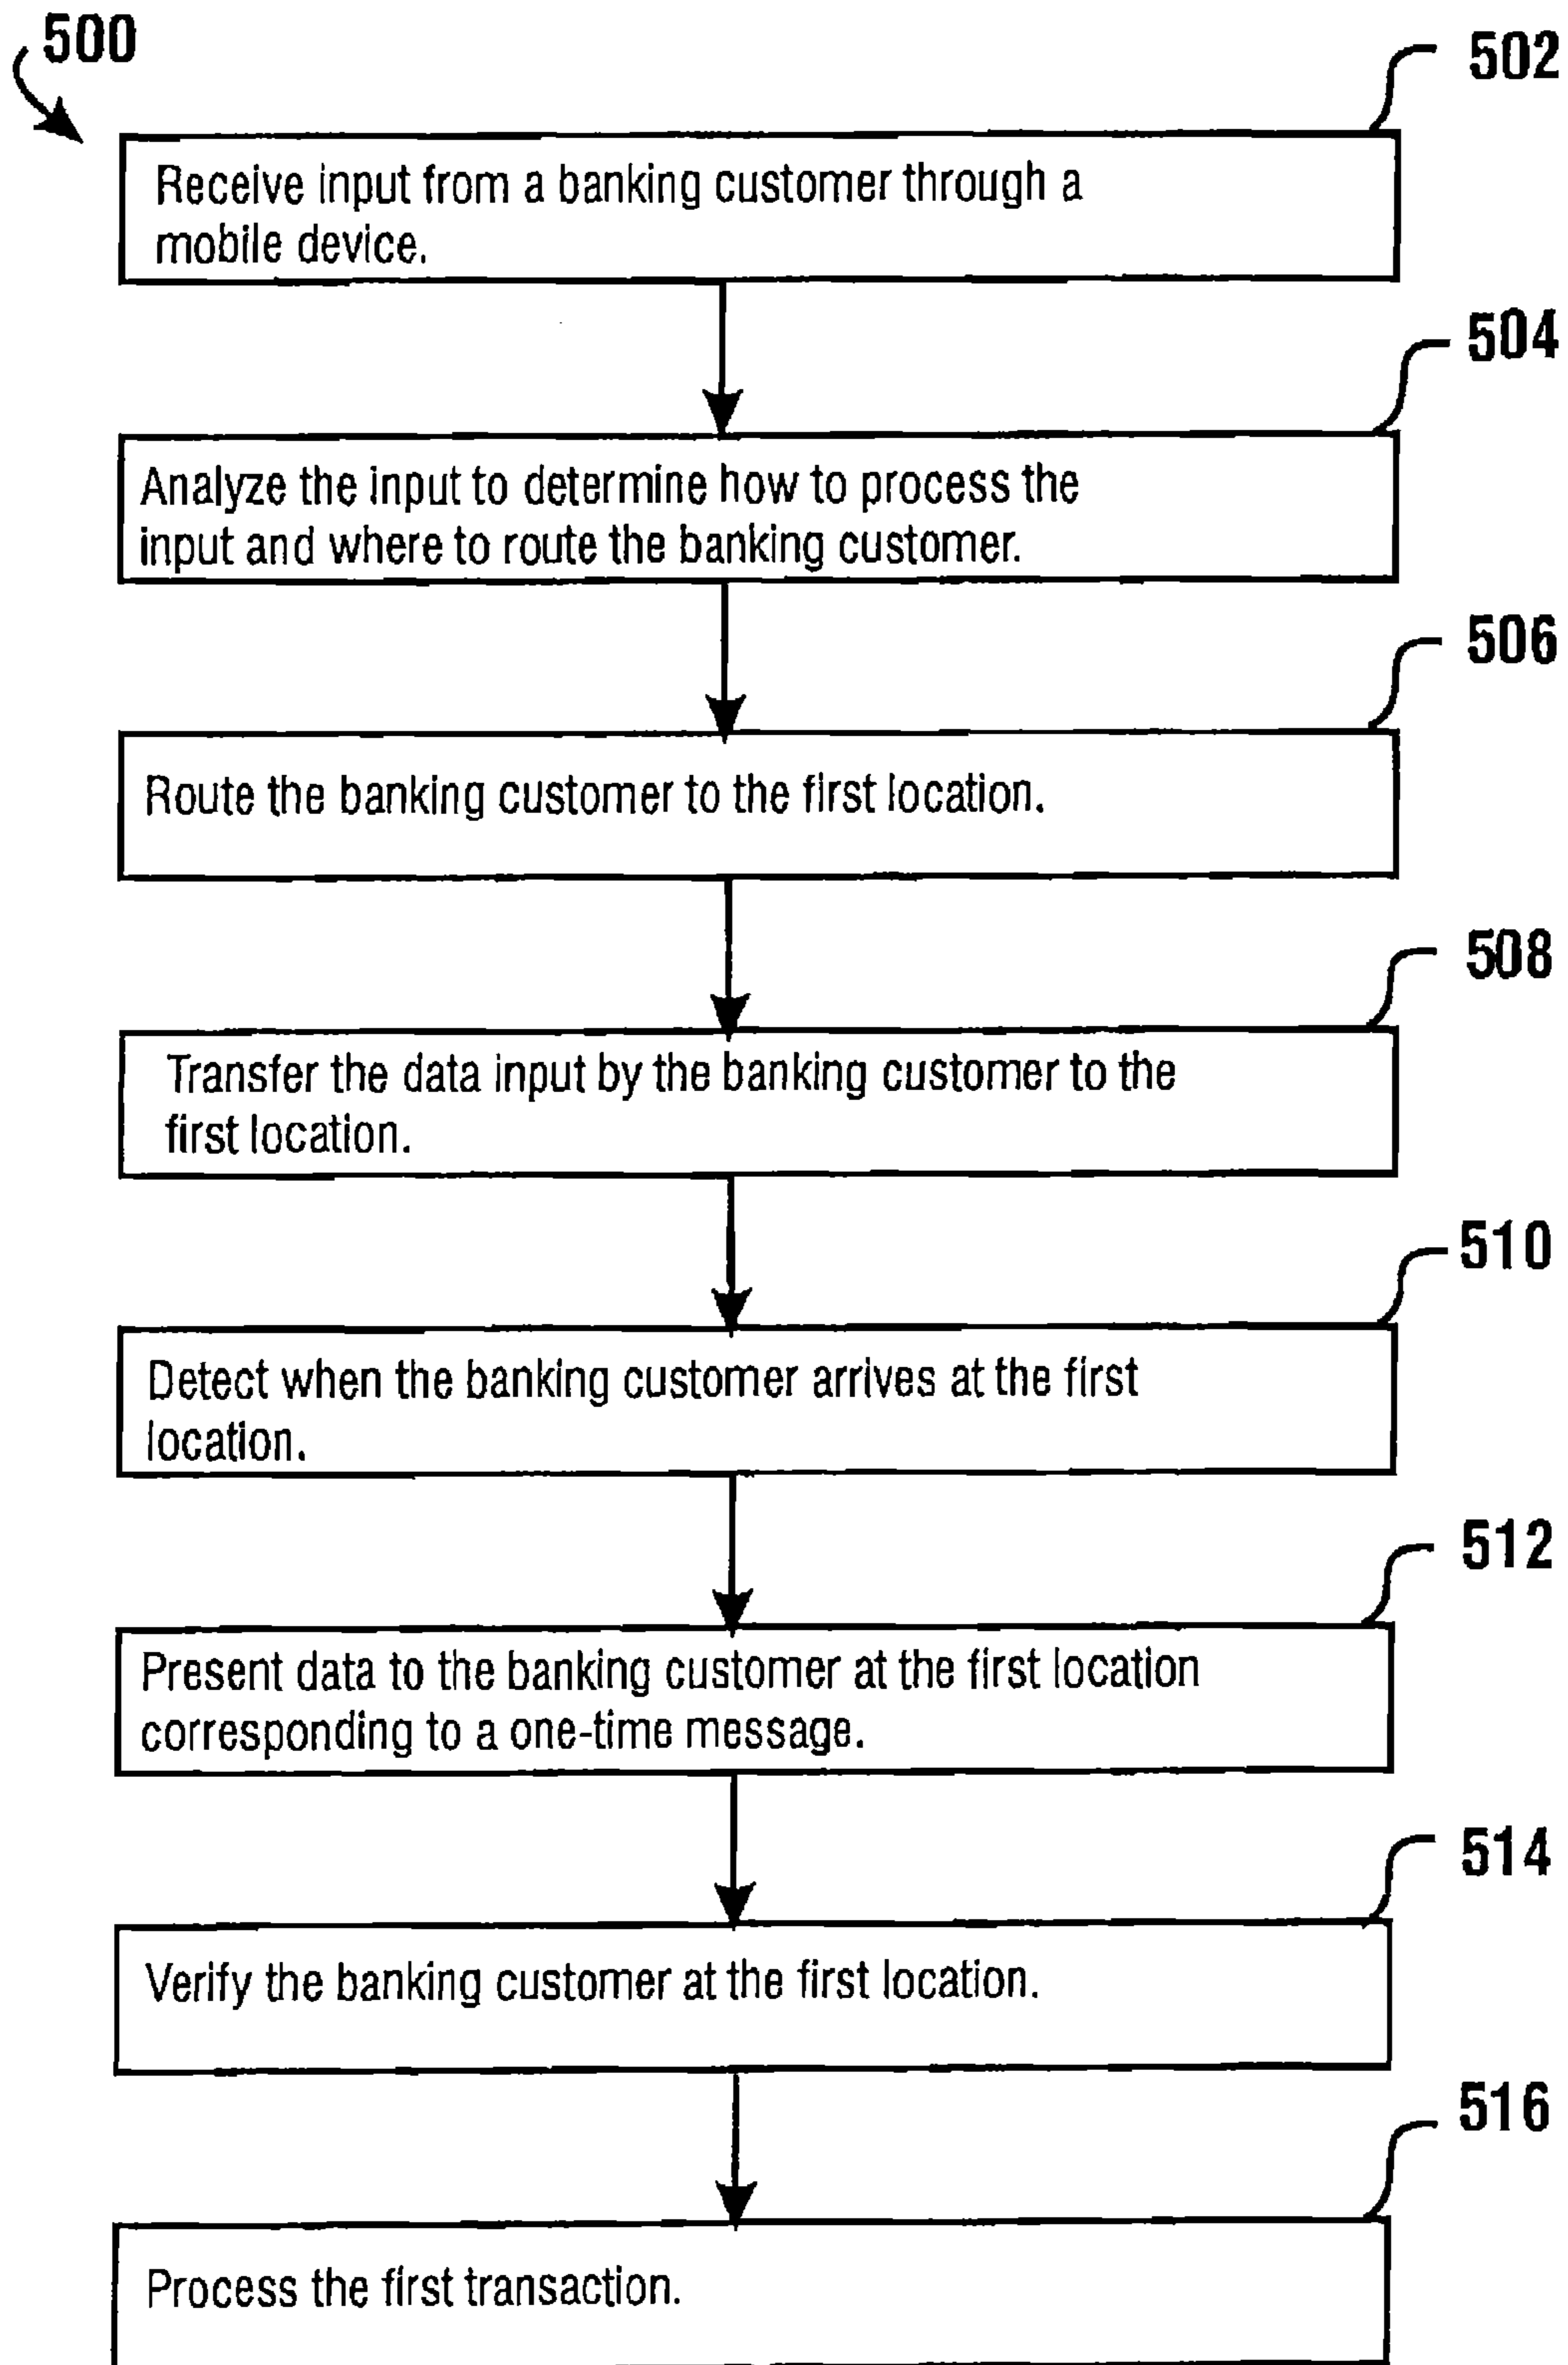 500
502
Receive input from a banking customer through a
mobile device.
504
Analyze the input to determine how to process the
input and where to route the banking customer.
506
Route the banking customer to the first location.
508
Transfer the data input by the banking customer to the
first location.
510
Detect when the banking customer arrives at the first
location.
512
Present data to the banking customer at the first location
corresponding to a one-time message.
514
Verify the banking customer at the first location.
516
Process the first transaction.